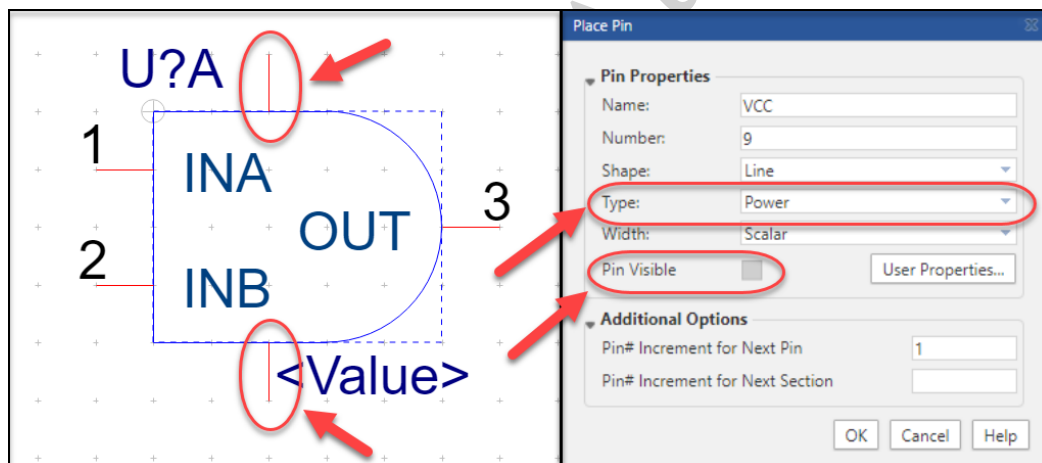 U?A
1
INA
OUT
3
2
INB
<Value>
Place Pin
Pin Properties
Name: VCC
Number: 9
Shape: Line
Type: Power
Width: Scalar
Pin Visible User Properties...
Additional Options
Pin# Increment for Next Pin 1
Pin# Increment for Next Section
OK Cancel Help